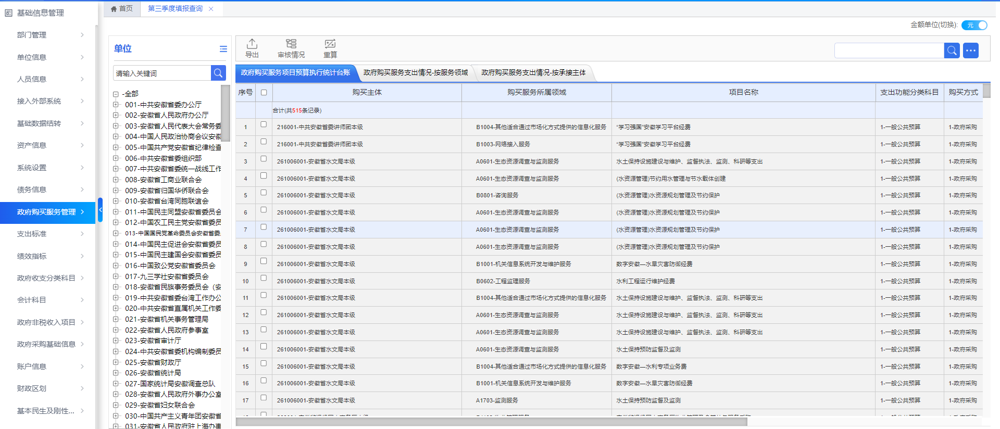 基础信息管理
部门管理
单位信息
人员信息
接入外部系统
基础数据结转
资产信息
系统设置
债务信息
政府购买服务管理
支出标准
绩效指标
政府收支分类科目
会计科目
政府非税收入项目
政府采购基础信息
账户信息
财政区划
基本民生及刚性...
首页
第三季度填报查询
金额单位(切换):
元
单位
请输入关键词
-全部
001-中共安徽省委办公厅
002-安徽省人民政府办公厅
003-安徽省人民代表大会常务委
004-中国人民政治协商会议安徽
005-中国共产党安徽省纪律检查
006-中共安徽省委组织部
007-中共安徽省委统一战线工作
008-安徽省工商业联合会
009-安徽省归国华侨联合会
010-安徽省台湾同胞联谊会
011-中国民主同盟安徽省委员会
012-中国农工民主党安徽省委员
013-中国国民党革命委员会安徽省委
014-中国民主促进会安徽省委员
015-中国民主建国会安徽省委员
016-中国致公党安徽省委员会
017-九三学社安徽省委员会
018-安徽省民族事务委员会（安
019-中共安徽省委台湾工作办公
020-中共安徽省直属机关工作委
021-安徽省机关事务管理局
022-安徽省人民政府参事室
023-安徽省审计厅
024-中共安徽省委机构编制委员
025-安徽省财政厅
026-安徽省统计局
027-国家统计局安徽调查总队
028-安徽省人民政府外事办公室
029-安徽省妇女联合会
030-中国共产主义青年团安徽省
031-安徽省人民政府驻上海办事
导出 审核情况 重算
政府购买服务项目预算执行统计台账 政府购买服务支出情况-按服务领域 政府购买服务支出情况-按承接主体
序号 购买主体 购买服务所属领域 项目名称 支出功能分类科目 购买方式
合计(共515条记录)
1 216001-中共安徽省委讲师团本级 B1004-其他适合通过市场化方式提供的信息化服务 “学习强国”安徽学习平台经费 1-一般公共预算 1-政府采购
2 216001-中共安徽省委讲师团本级 B1003-网络接入服务 “学习强国”安徽学习平台经费 1-一般公共预算 1-政府采购
3 261006001-安徽省水文局本级 A0601-生态资源调查与监测服务 水土保持设施建设与维护、监督执法、监测、科研等支出 1-一般公共预算 1-政府采购
4 261006001-安徽省水文局本级 A0601-生态资源调查与监测服务 (水资源管理)节约用水管理与节水载体创建 1-一般公共预算 1-政府采购
5 261006001-安徽省水文局本级 B0801-咨询服务 (水资源管理)水资源规划管理及节约保护 1-一般公共预算 1-政府采购
6 261006001-安徽省水文局本级 A0601-生态资源调查与监测服务 (水资源管理)水资源规划管理及节约保护 1-一般公共预算 1-政府采购
7 261006001-安徽省水文局本级 A0601-生态资源调查与监测服务 (水资源管理)水资源规划管理及节约保护 1-一般公共预算 1-政府采购
8 261006001-安徽省水文局本级 A0601-生态资源调查与监测服务 (水资源管理)水资源规划管理及节约保护 1-一般公共预算 1-政府采购
9 261006001-安徽省水文局本级 B1001-机关信息系统开发与维护服务 数字安徽—水旱灾害防御经费 1-一般公共预算 1-政府采购
10 261006001-安徽省水文局本级 B0602-工程监理服务 水利工程运行维护经费 1-一般公共预算 1-政府采购
11 261006001-安徽省水文局本级 B1004-其他适合通过市场化方式提供的信息化服务 水土保持设施建设与维护、监督执法、监测、科研等支出 1-一般公共预算 1-政府采购
12 261006001-安徽省水文局本级 A0601-生态资源调查与监测服务 水土保持设施建设与维护、监督执法、监测、科研等支出 1-一般公共预算 1-政府采购
13 261006001-安徽省水文局本级 A0601-生态资源调查与监测服务 水土保持设施建设与维护、监督执法、监测、科研等支出 1-一般公共预算 1-政府采购
14 261006001-安徽省水文局本级 A0601-生态资源调查与监测服务 水土保持预防监督及监测 1-一般公共预算 1-政府采购
15 261006001-安徽省水文局本级 B1004-其他适合通过市场化方式提供的信息化服务 数字安徽—水利专项业务费 1-一般公共预算 1-政府采购
16 261006001-安徽省水文局本级 B1001-机关信息系统开发与维护服务 数字安徽—水旱灾害防御经费 1-一般公共预算 1-政府采购
17 261006001-安徽省水文局本级 A1703-监测服务 水土保持预防监督及监测 1-一般公共预算 1-政府采购